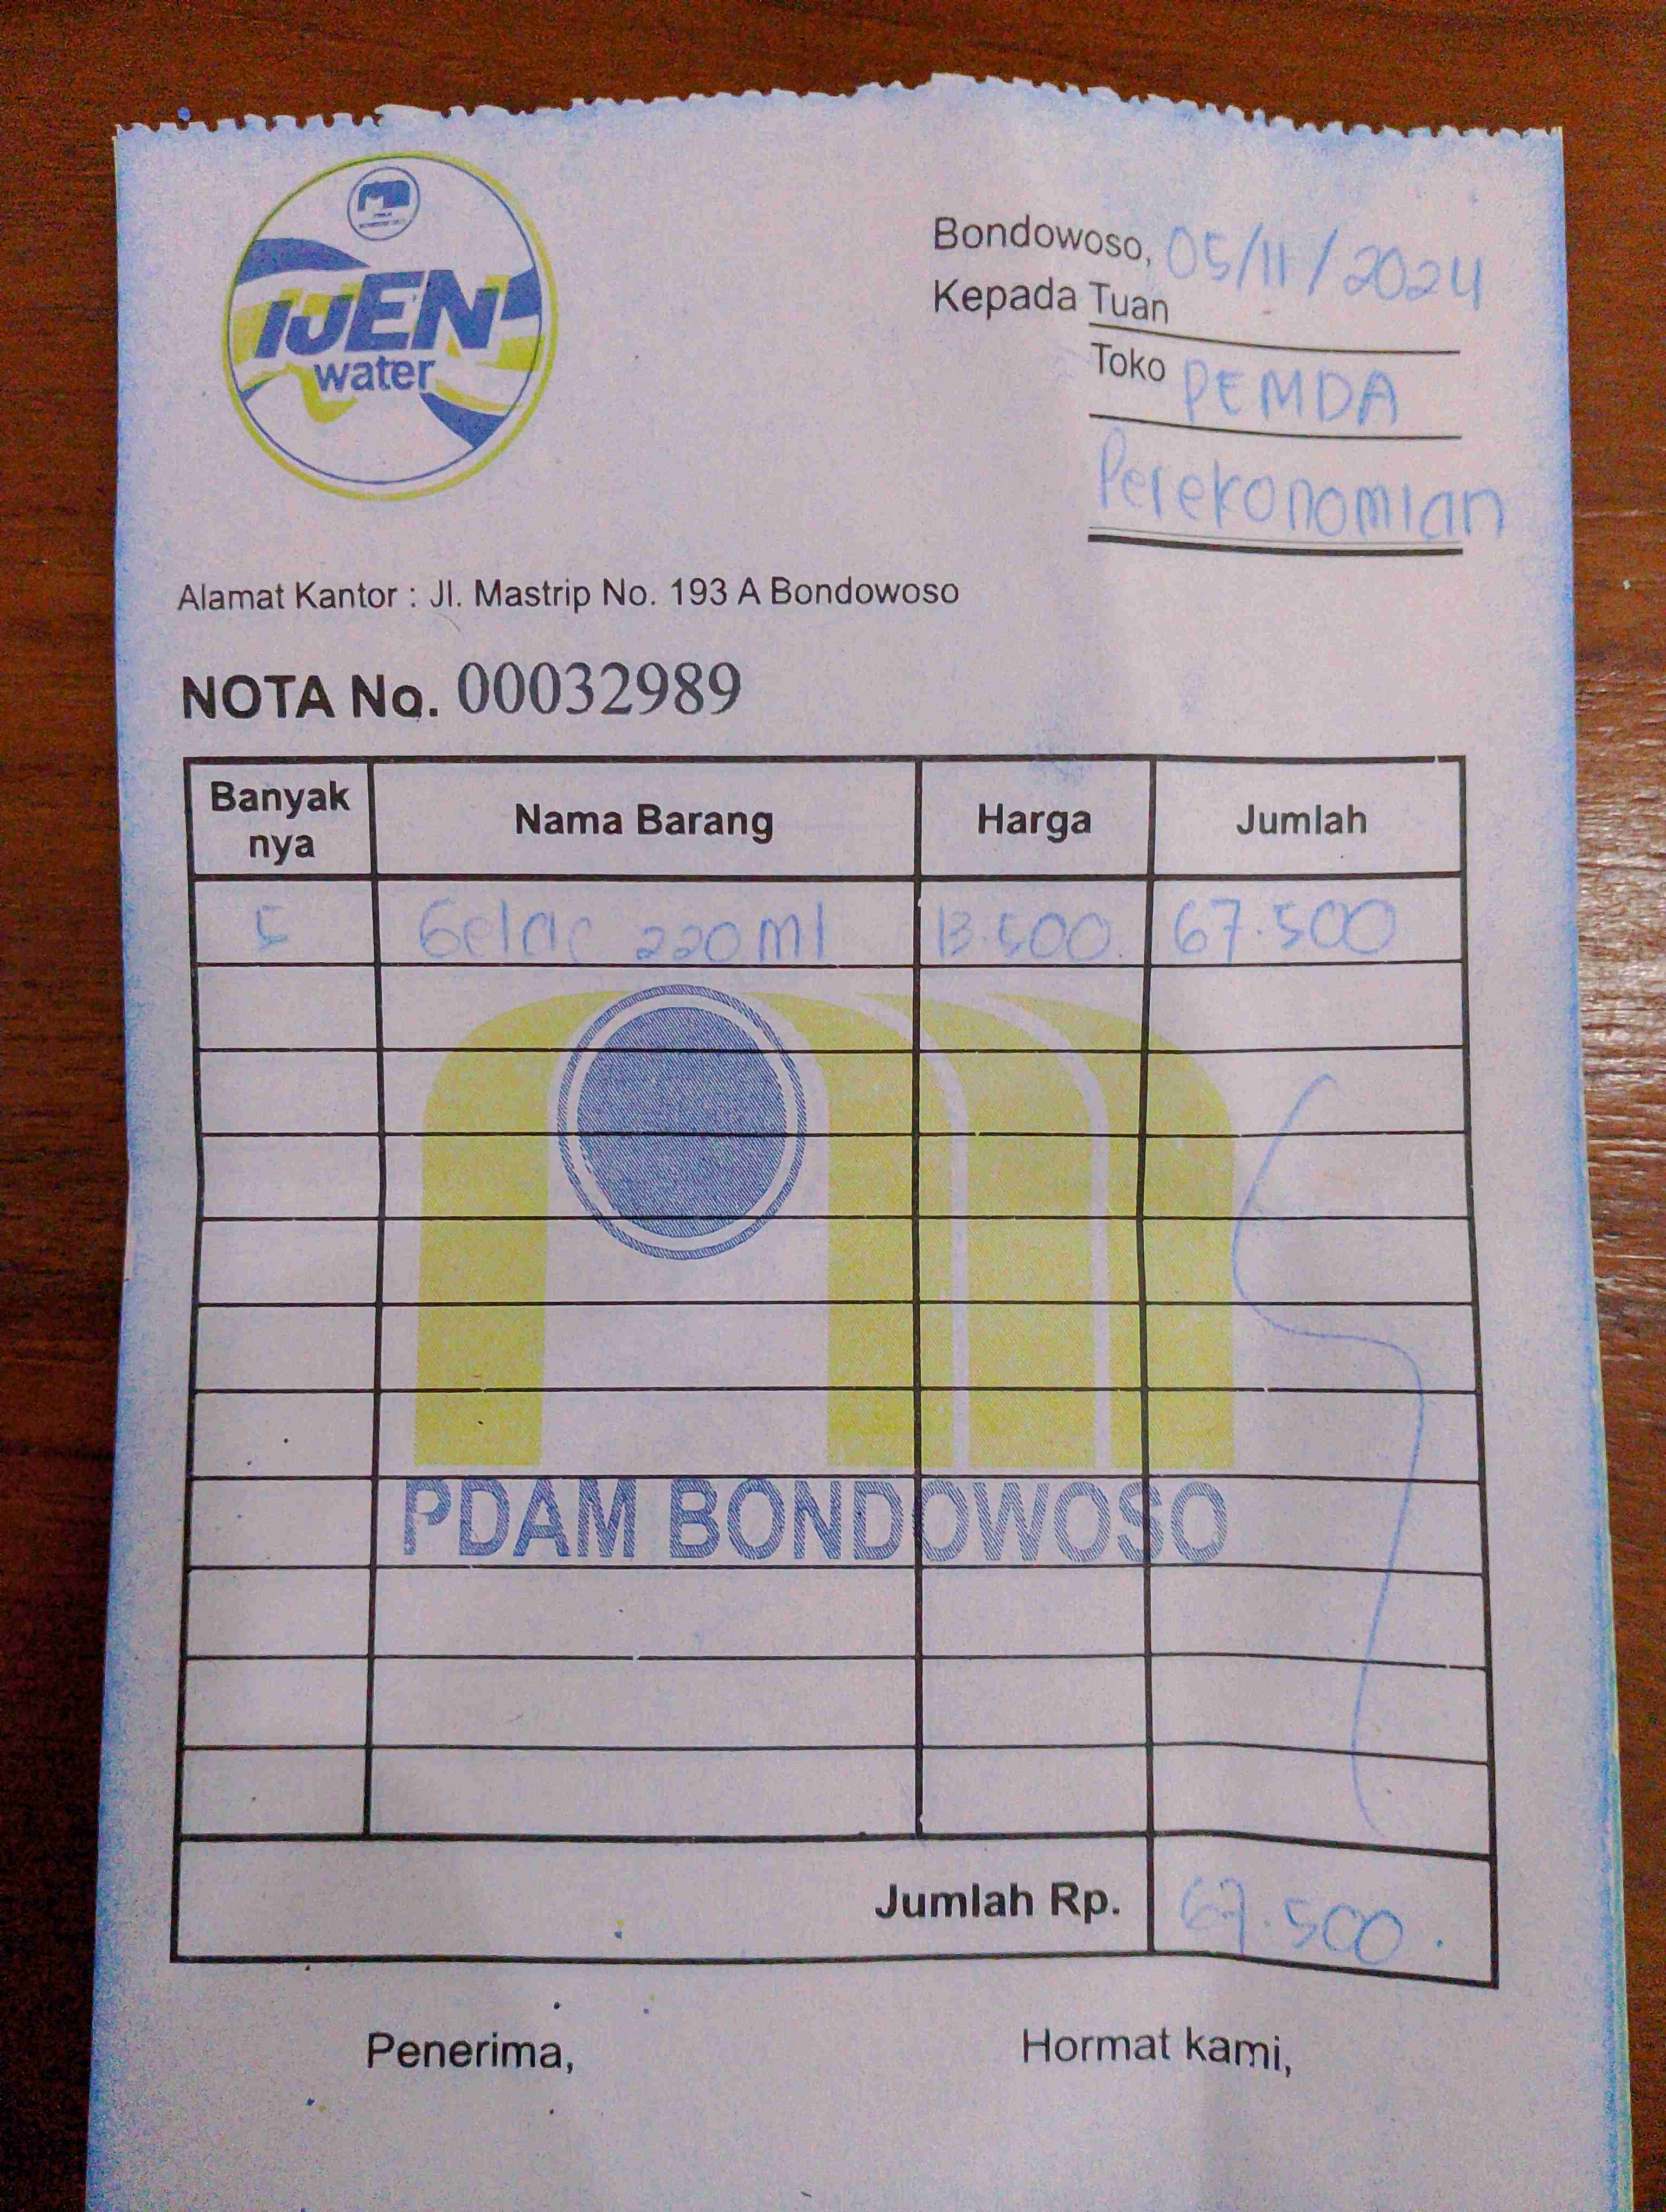 IJEN
water
Bondowoso, 05/11/2024
Kepada Tuan
Toko PEMDA
Perekonomian
Alamat Kantor : Jl. Mastrip No. 193 A Bondowoso
NOTA No. 00032989
Banyak nya Nama Barang Harga Jumlah
5 Gelas 220 ml 13.500 67.500
PDAM BONDOWOSO
Jumlah Rp. 67.500
Penerima, Hormat kami,